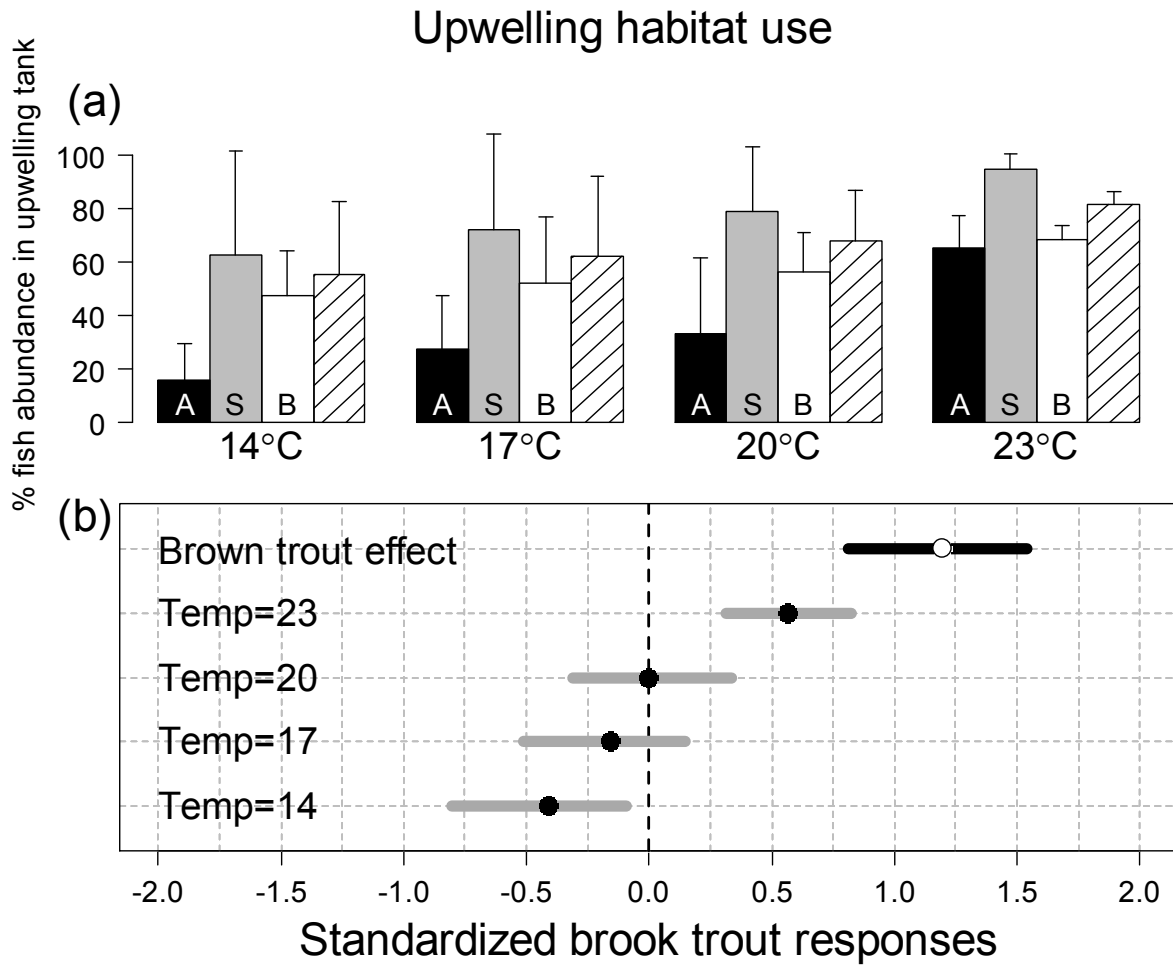 Upwelling habitat use
% fish abundance in upwelling tank
(a)
100
80
60
40
20
0
A S B
A S B
A S B
A S B
14°C 17°C 20°C 23°C
(b)
Brown trout effect
Temp=23
Temp=20
Temp=17
Temp=14
-2.0 -1.5 -1.0 -0.5 0.0 0.5 1.0 1.5 2.0
Standardized brook trout responses